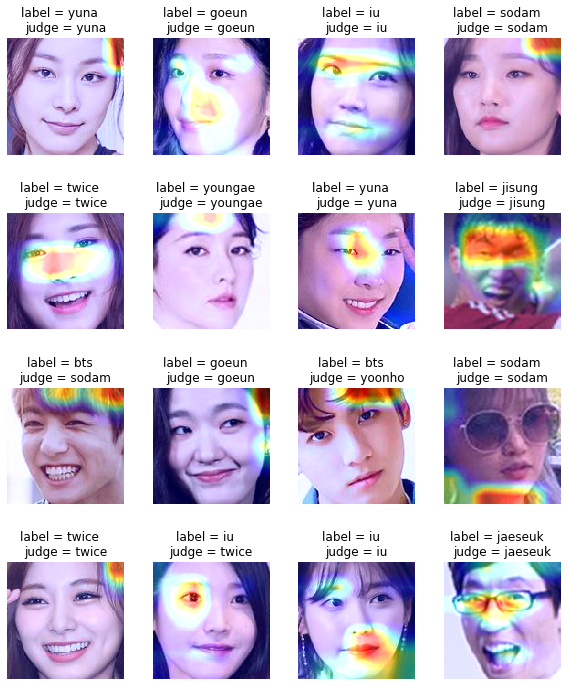 label = yuna
judge = yuna
label = goeun
judge = goeun
label = iu
judge = iu
label = sodam
judge = sodam
label = twice
judge = twice
label = youngae
judge = youngae
label = yuna
judge = yuna
label = jisung
judge = jisung
label = bts
judge = sodam
label = goeun
judge = goeun
label = bts
judge = yoonho
label = sodam
judge = sodam
label = twice
judge = twice
label = iu
judge = twice
label = iu
judge = iu
label = jaeseuk
judge = jaeseuk